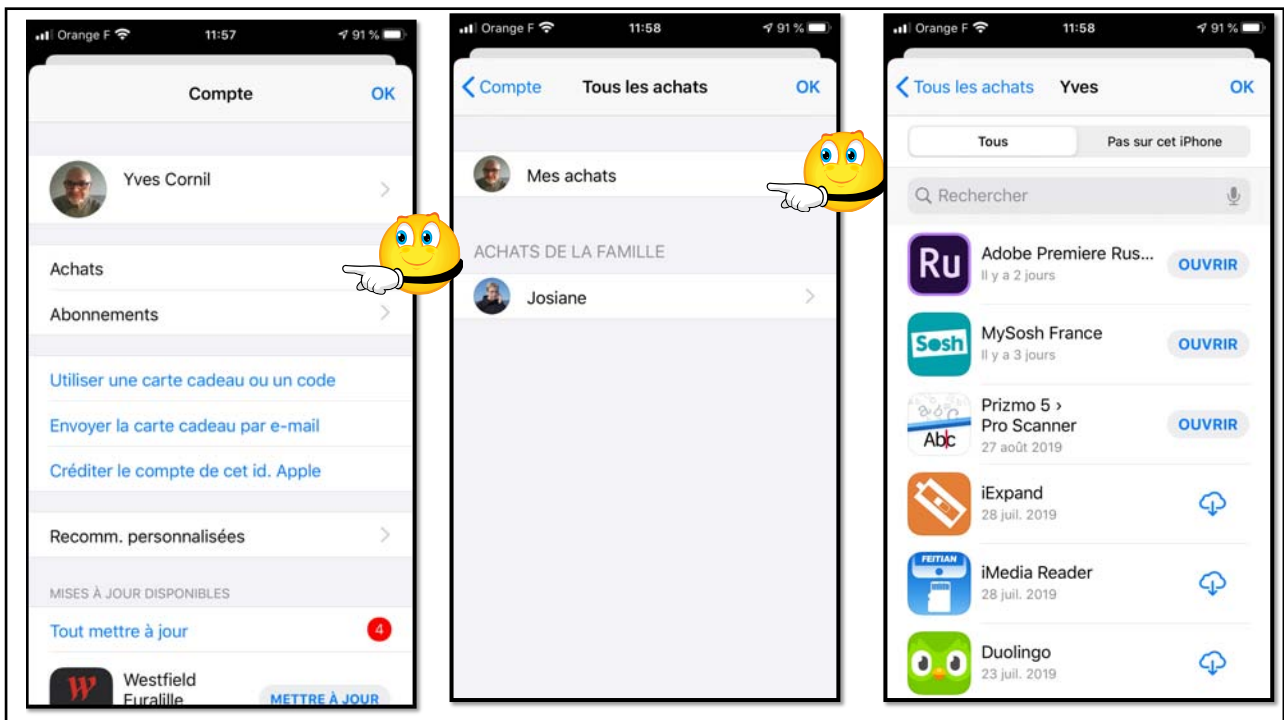 Orange F 11:57 91 %
Compte OK
Yves Cornil
Achats
Abonnements
Utiliser une carte cadeau ou un code
Envoyer la carte cadeau par e-mail
Créditer le compte de cet id. Apple
Recomm. personnalisées
MISES À JOUR DISPONIBLES
Tout mettre à jour 4
W Westfield
Euralille METTRE À JOUR
Orange F 11:58 91 %
Compte Tous les achats OK
Mes achats
ACHATS DE LA FAMILLE
Josiane
Orange F 11:58 91 %
Tous les achats Yves OK
Tous Pas sur cet iPhone
Rechercher
Ru Adobe Premiere Rus... OUVRIR
Il y a 2 jours
Sosh MySosh France OUVRIR
Il y a 3 jours
Prizmo 5 ›
Abc Pro Scanner OUVRIR
27 août 2019
iExpand
28 juil. 2019
FEITIAN iMedia Reader
28 juil. 2019
Duolingo
23 juil. 2019